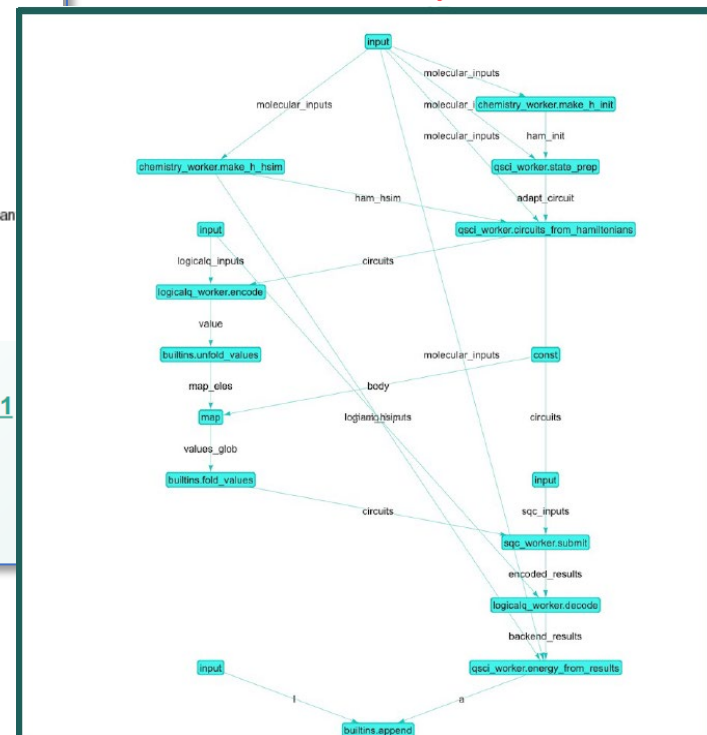 input
molecular_inputs
molecular_i chemistry_worker.make_h_init
molecular_inputs
molecular_inputs
ham_init
chemistry_worker.make_h_hsim
qsci_worker.state_prep
ham_hsim
adapt_circuit
an
input
qsci_worker.circuits_from_hamiltonians
logicalq_inputs
circuits
logicalq_worker.encode
value
builtins.unfold_values
molecular_inputs
const
map_eles
body
1
map
circuits
values_glob
builtins.fold_values
input
circuits
sqc_inputs
sqc_worker.submit
encoded_results
logicalq_worker.decode
backend_results
input
qsci_worker.energy_from_results
l
a
builtins.append